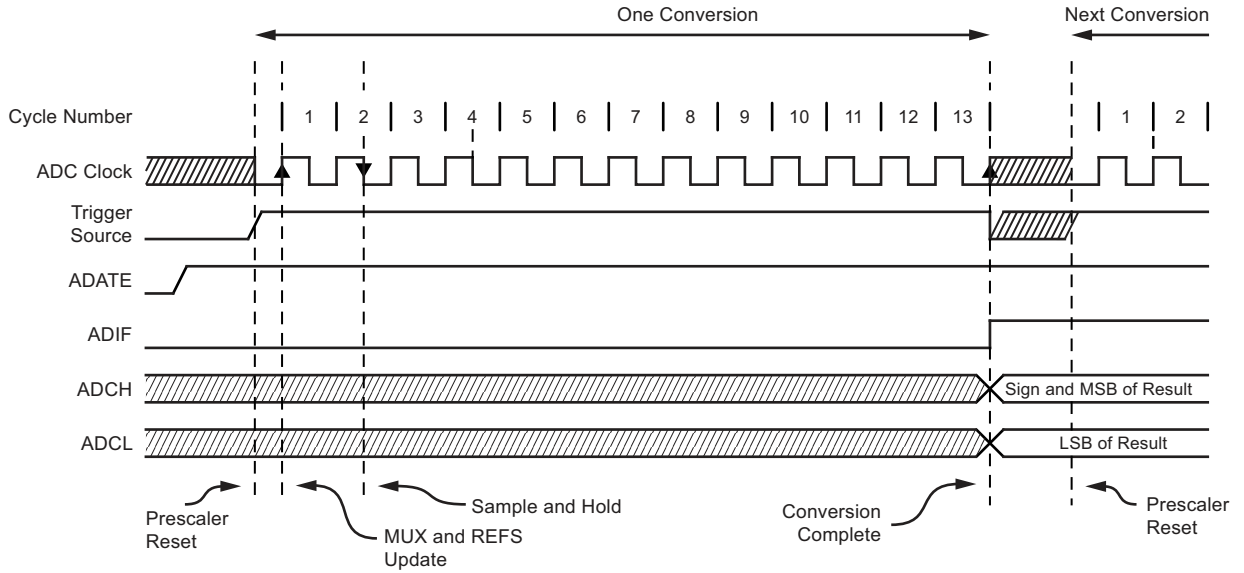 One Conversion
Next Conversion
Cycle Number
1 2 3 4 5 6 7 8 9 10 11 12 13 1 2
ADC Clock
Trigger
Source
ADATE
ADIF
ADCH
Sign and MSB of Result
ADCL
LSB of Result
Prescaler
Reset
MUX and REFS
Update
Sample and Hold
Conversion
Complete
Prescaler
Reset